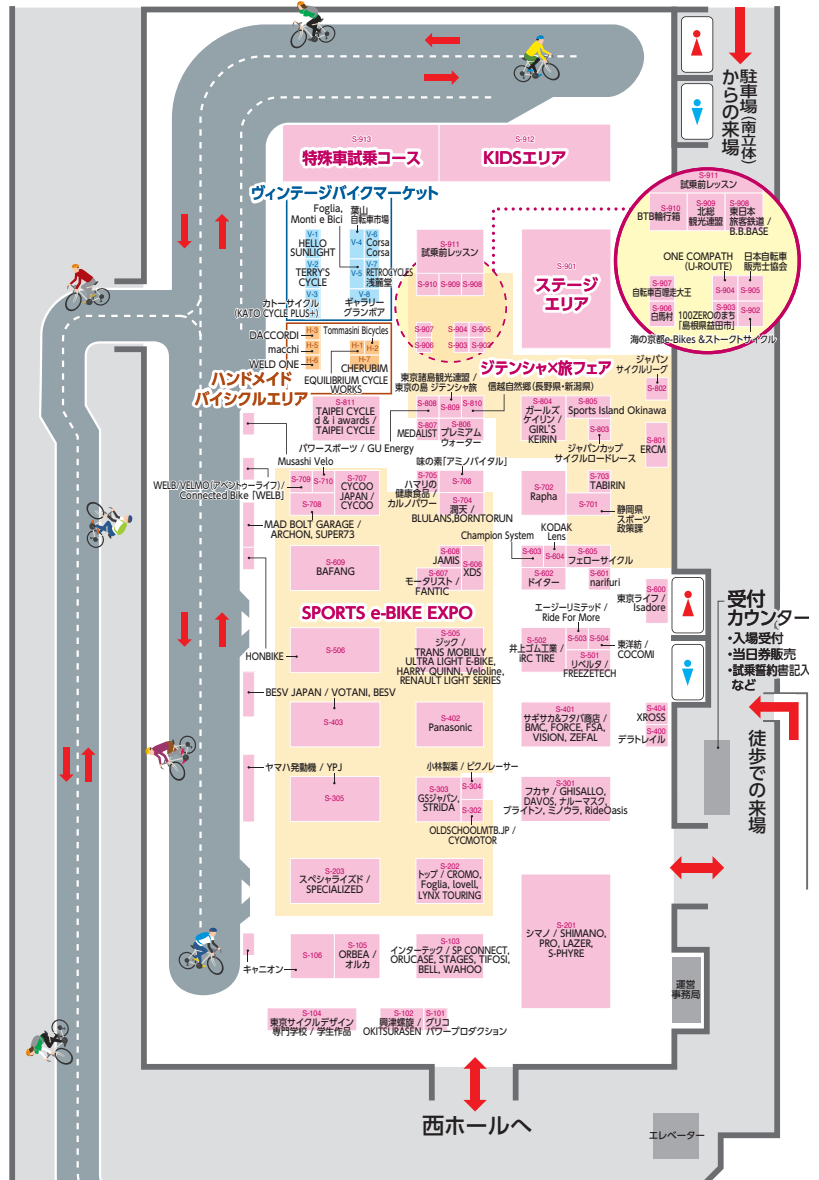 駐車場(南立体)
からの来場
S-913
特殊車試乗コース
S-912
KIDSエリア
ヴィンテージバイクマーケット
Foglia,
Monti e Bici
葉山
自転車市場
V-1
HELLO
SUNLIGHT
V-2
TERRY'S
CYCLE
V-3
カトーサイクル
(KATO CYCLE PLUS+)
V-4
V-6
Corsa
Corsa
V-5
V-7
RETROGYCLES
浅麓堂
V-8
ギャラリー
グランボア
S-911
試乗前レッスン
S-910
S-909
S-908
S-907
S-906
S-904
S-905
S-903
S-902
S-901
ステージ
エリア
S-911
試乗前レッスン
S-910
BTB輪行箱
S-909
北総
観光連盟
S-908
東日本
旅客鉄道 /
B.B.BASE
ONE COMPATH
(U-ROUTE)
日本自転車
販売士協会
S-907
自転車百哩走大王
S-904
S-905
S-906
白馬村
S-903
100ZEROのまち
「島根県益田市」
S-902
海の京都e-Bikes &ストークトサイクル
H-3
DACCORDI
H-5
macchi
H-6
WELD ONE
Tommasini Bicycles
H-1
H-2
H-7
CHERUBIM
EQUILIBRIUM CYCLE
WORKS
ハンドメイド
バイシクルエリア
ジテンシャ×旅フェア
東京諸島観光連盟 /
東京の島 ジテンシャ旅
信越自然郷(長野県・新潟県)
ジャパン
サイクルリーグ
S-802
S-811
TAIPEI CYCLE
d & i awards /
TAIPEI CYCLE
S-808
S-809
S-810
S-807
MEDALIST
S-806
プレミアム
ウォーター
パワースポーツ / GU Energy
S-804
ガールズ
ケイリン /
GIRL'S
KEIRIN
S-805
Sports Island Okinawa
S-803
ジャパンカップ
サイクルロードレース
S-801
ERCM
Musashi Velo
WELB/ VELMO(アベントゥーライフ)/
Connected Bike「WELB」
S-709
S-710
S-707
CYCOO
JAPAN /
CYCOO
S-708
MAD BOLT GARAGE /
ARCHON, SUPER73
味の素「アミノバイタル」
S-705
ハマリの
健康食品 /
カルノパワー
S-706
S-704
潤天 /
BLULANS,BORNTORUN
S-702
Rapha
S-703
TABIRIN
S-701
静岡県
スポーツ
政策課
Champion System
KODAK
Lens
S-609
BAFANG
S-608
JAMIS
S-606
XDS
S-607
モータリスト /
FANTIC
S-603
S-604
S-605
フェローサイクル
S-602
ドイター
S-601
narifuri
S-600
東京ライフ /
Isadore
SPORTS e-BIKE EXPO
受付
カウンター
・入場受付
・当日券販売
・試乗誓約書記入
など
徒歩での来場
HONBIKE
S-506
S-505
ジック /
TRANS MOBILLY
ULTRA LIGHT E-BIKE,
HARRY QUINN, Veloline,
RENAULT LIGHT SERIES
エージーリミテッド /
Ride For More
S-502
井上ゴム工業 /
IRC TIRE
S-503
S-504
東洋紡 /
COCOMI
S-501
リベルタ /
FREEZETECH
BESV JAPAN / VOTANI, BESV
S-403
S-402
Panasonic
S-401
サギサカ&フタバ商店 /
BMC, FORCE, FSA,
VISION, ZEFAL
S-404
XROSS
S-400
デラトレイル
ヤマハ発動機 / YPJ
S-305
小林製薬 / ピクノレーサー
S-303
GSジャパン,
STRiDA
S-304
S-302
OLDSCHOOLMTB.JP /
CYCMOTOR
S-301
フカヤ / GHISALLO,
DAVOS, ナルーマスク,
ブライトン, ミノウラ, RideOasis
S-203
スペシャライズド /
SPECIALIZED
S-202
トップ / CROMO,
Foglia, lovell,
LYNX TOURING
S-201
シマノ / SHIMANO,
PRO, LAZER,
S-PHYRE
キャニオン
S-106
S-105
ORBEA /
オルカ
S-103
インターテック / SP CONNECT,
ORUCASE, STAGES, TIFOSI,
BELL, WAHOO
運営
事務局
S-104
東京サイクルデザイン
専門学校 / 学生作品
S-102
興津螺旋 /
OKITSURASEN
S-101
グリコ
パワープロダクション
西ホールへ
エレベーター